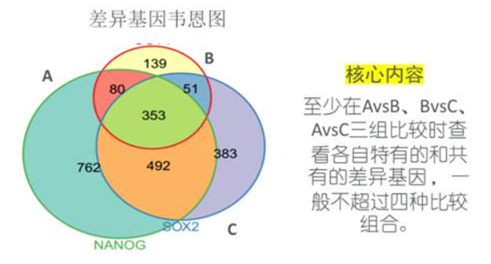 差异基因韦恩图
139
B
A
80
51
353
762
492
383
SOX2
C
NANOG
核心内容
至少在AvsB、BvsC、
AvsC三组比较时查
看各自特有的和共
有的差异基因，一
般不超过四种比较
组合。